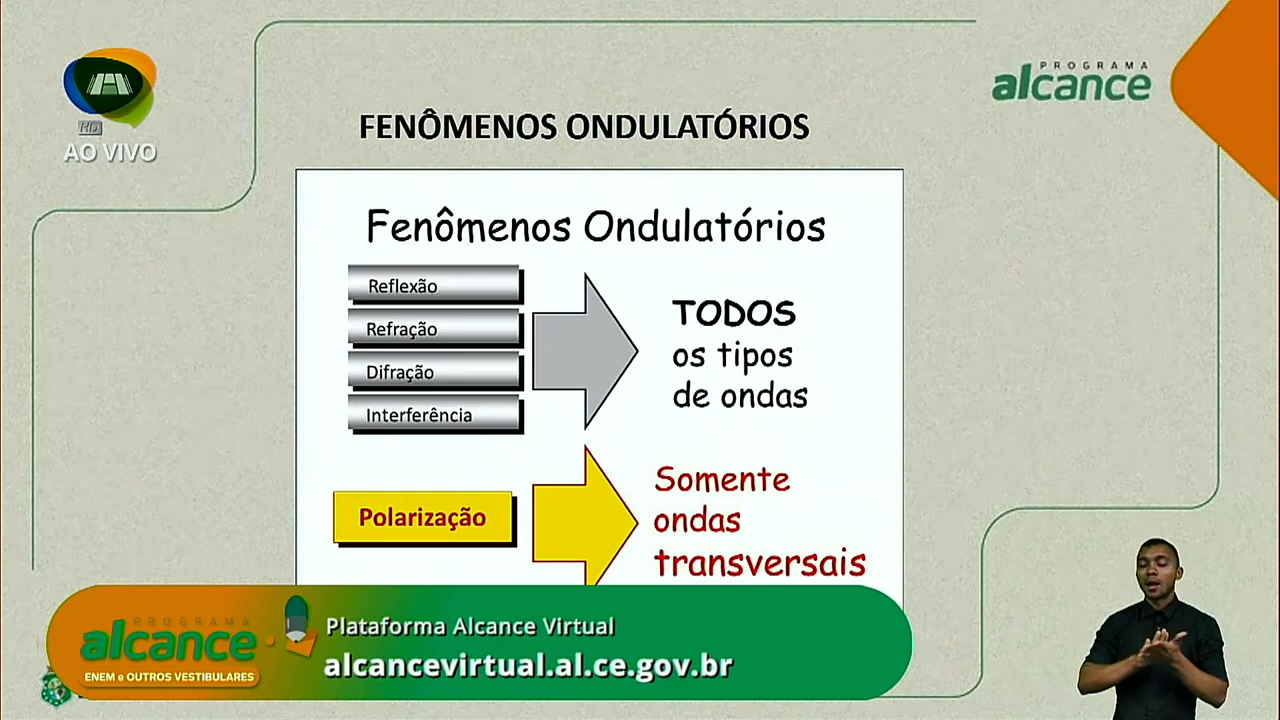 HD
AO VIVO
PROGRAMA
alcance
FENÔMENOS ONDULATÓRIOS
Fenômenos Ondulatórios
Reflexão
Refração
Difração
Interferência
TODOS
os tipos
de ondas
Polarização
Somente
ondas
transversais
PROGRAMA
alcance
ENEM e OUTROS VESTIBULARES
Plataforma Alcance Virtual
alcancevirtual.al.ce.gov.br